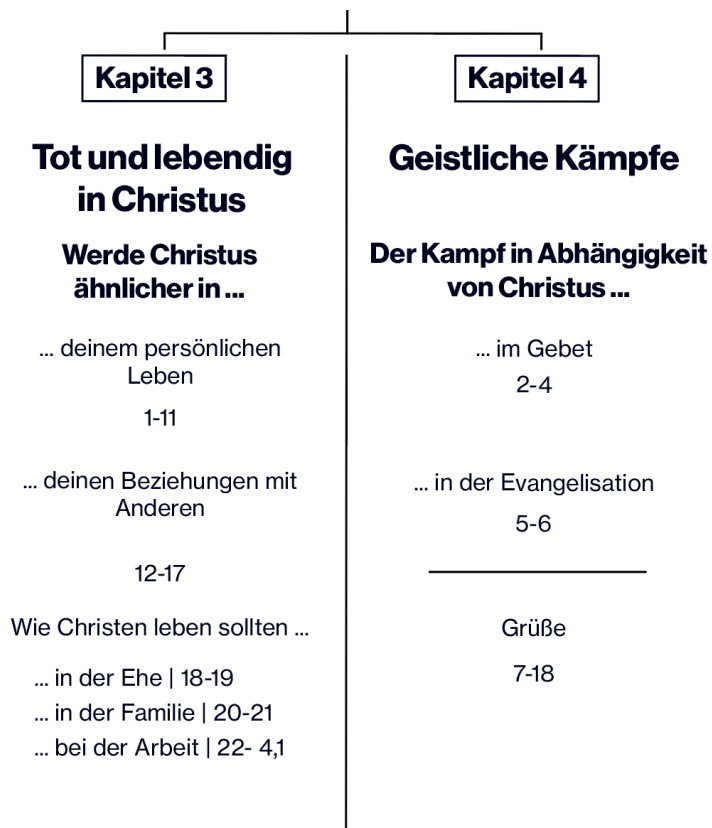 Kapitel 3
Tot und lebendig
in Christus
Werde Christus
ähnlicher in ...
... deinem persönlichen
Leben
1-11
... deinen Beziehungen mit
Anderen
12-17
Wie Christen leben sollten ...
... in der Ehe | 18-19
... in der Familie | 20-21
... bei der Arbeit | 22- 4,1
Kapitel 4
Geistliche Kämpfe
Der Kampf in Abhängigkeit
von Christus ...
... im Gebet
2-4
... in der Evangelisation
5-6
Grüße
7-18